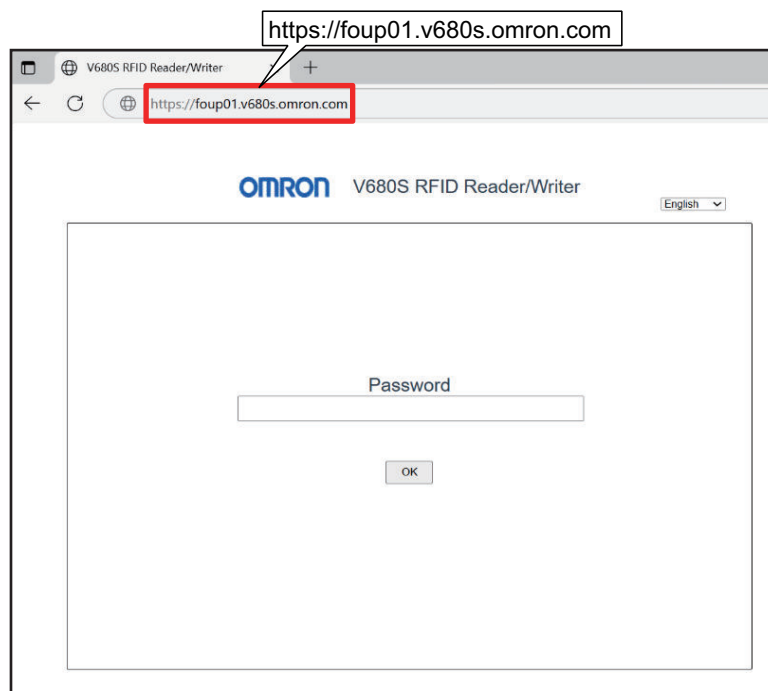 https://foup01.v680s.omron.com
V680S RFID Reader/Writer
https://foup01.v680s.omron.com
OMRON V680S RFID Reader/Writer
English
Password
OK